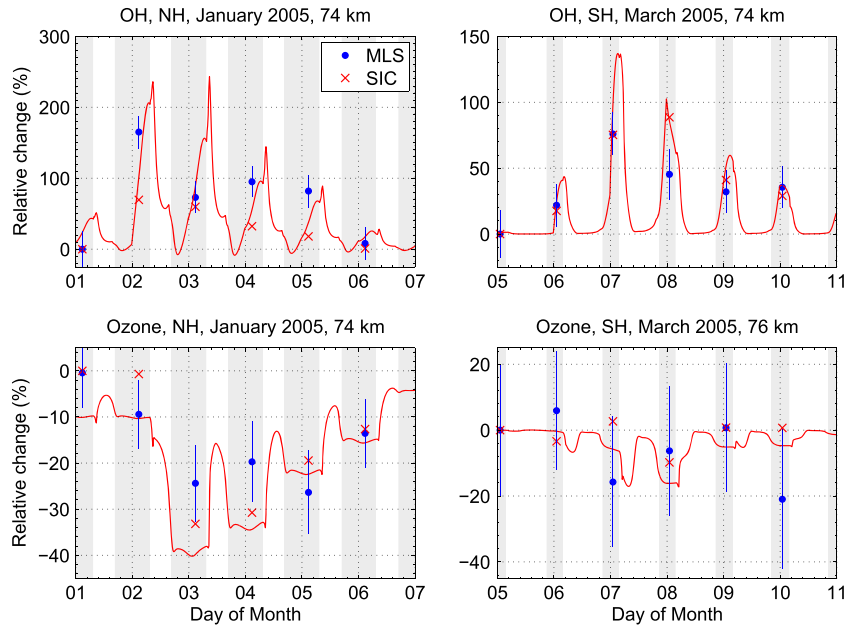 OH, NH, January 2005, 74 km
OH, SH, March 2005, 74 km
300
200
100
0
Relative change (%)
MLS
SIC
01 02 03 04 05 06 07
150
100
50
0
05 06 07 08 09 10 11
Ozone, NH, January 2005, 74 km
Ozone, SH, March 2005, 76 km
0
−10
−20
−30
−40
Relative change (%)
01 02 03 04 05 06 07
Day of Month
20
0
−20
−40
05 06 07 08 09 10 11
Day of Month